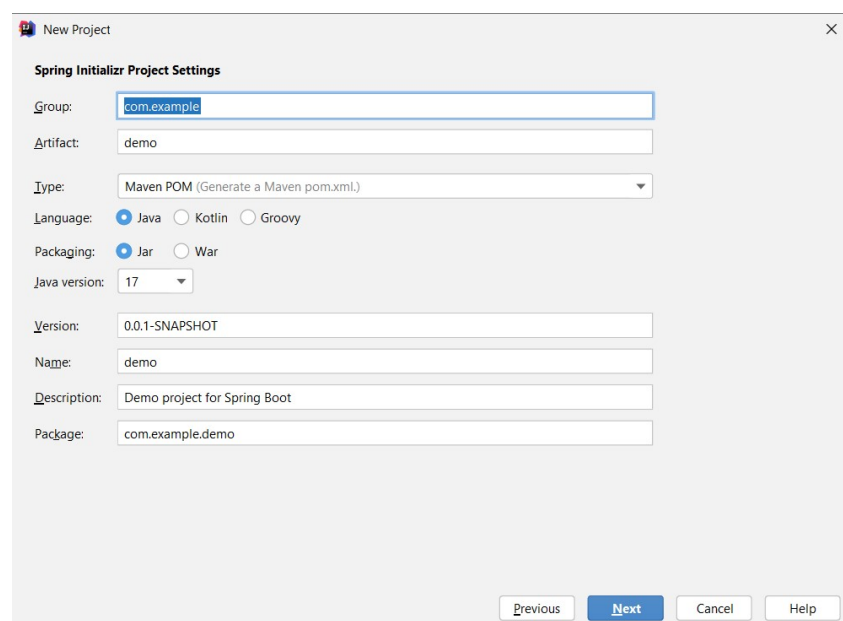 New Project
Spring Initializr Project Settings
Group: com.example
Artifact: demo
Type: Maven POM (Generate a Maven pom.xml.)
Language: Java Kotlin Groovy
Packaging: Jar War
Java version: 17
Version: 0.0.1-SNAPSHOT
Name: demo
Description: Demo project for Spring Boot
Package: com.example.demo
Previous Next Cancel Help